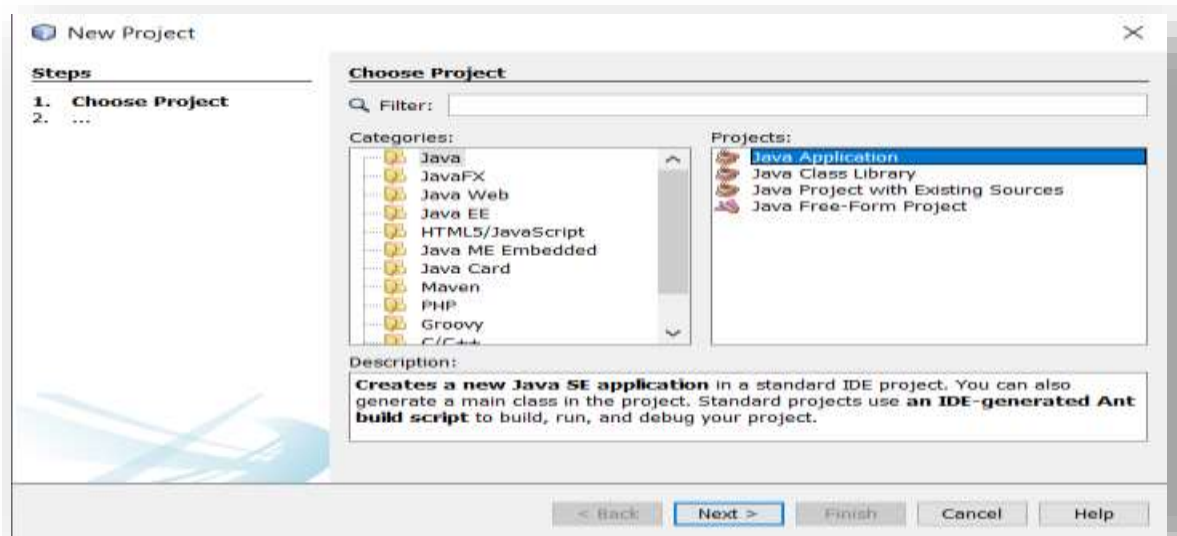 New Project
Steps
1. Choose Project
2. ...
Choose Project
Filter:
Categories:
Java
JavaFX
Java Web
Java EE
HTML5/JavaScript
Java ME Embedded
Java Card
Maven
PHP
Groovy
C/C++
Projects:
Java Application
Java Class Library
Java Project with Existing Sources
Java Free-Form Project
Description:
Creates a new Java SE application in a standard IDE project. You can also
generate a main class in the project. Standard projects use an IDE-generated Ant
build script to build, run, and debug your project.
< Back Next > Finish Cancel Help